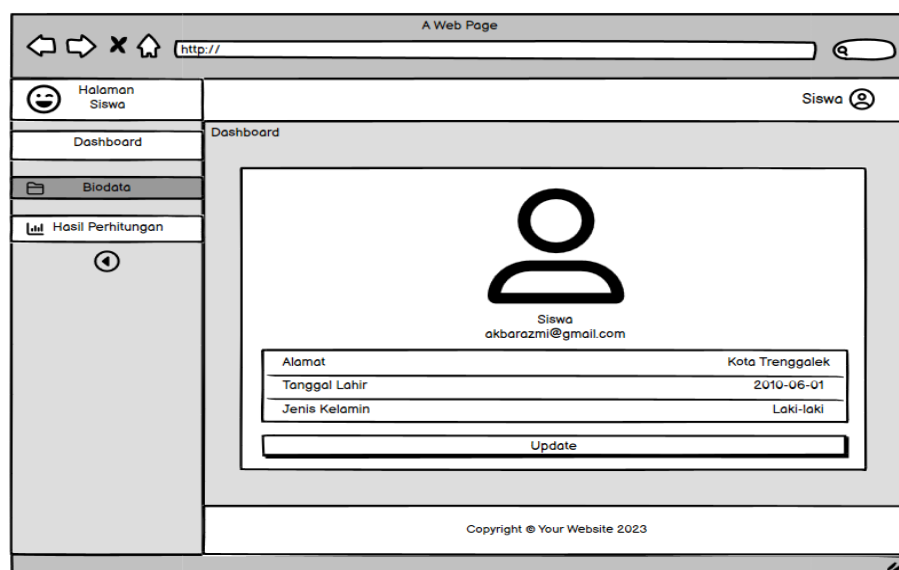 A Web Page
http://
Halaman
Siswa
Siswa
Dashboard
Dashboard
Biodata
Hasil Perhitungan
Siswa
akbarazmi@gmail.com
Alamat Kota Trenggalek
Tanggal Lahir 2010-06-01
Jenis Kelamin Laki-laki
Update
Copyright © Your Website 2023